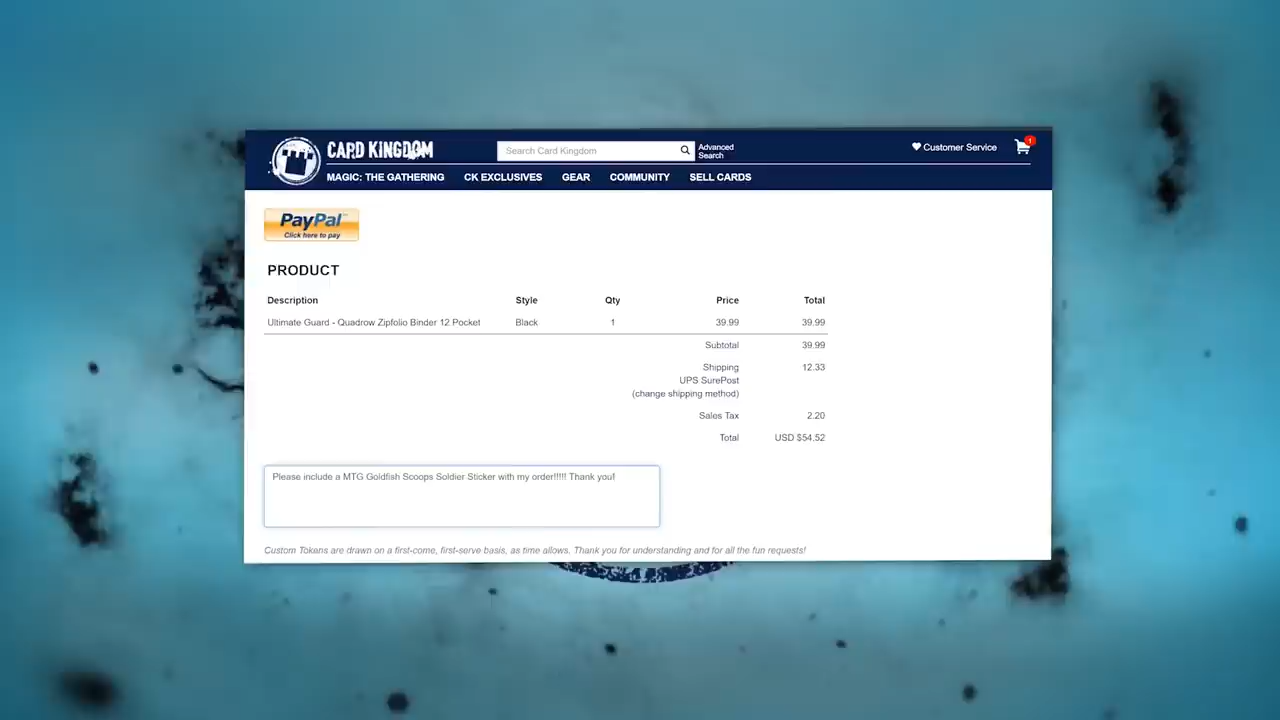 CARD KINGDOM
Search Card Kingdom
Advanced
Search
Customer Service
1
MAGIC: THE GATHERING CK EXCLUSIVES GEAR COMMUNITY SELL CARDS
PayPal
Click here to pay
PRODUCT
Description Style Qty Price Total
Ultimate Guard - Quadrow Zipfolio Binder 12 Pocket Black 1 39.99 39.99
Subtotal 39.99
Shipping 12.33
UPS SurePost
(change shipping method)
Sales Tax 2.20
Total USD $54.52
Please include a MTG Goldfish Scoops Soldier Sticker with my order!!!!! Thank you!
Custom Tokens are drawn on a first-come, first-serve basis, as time allows. Thank you for understanding and for all the fun requests!